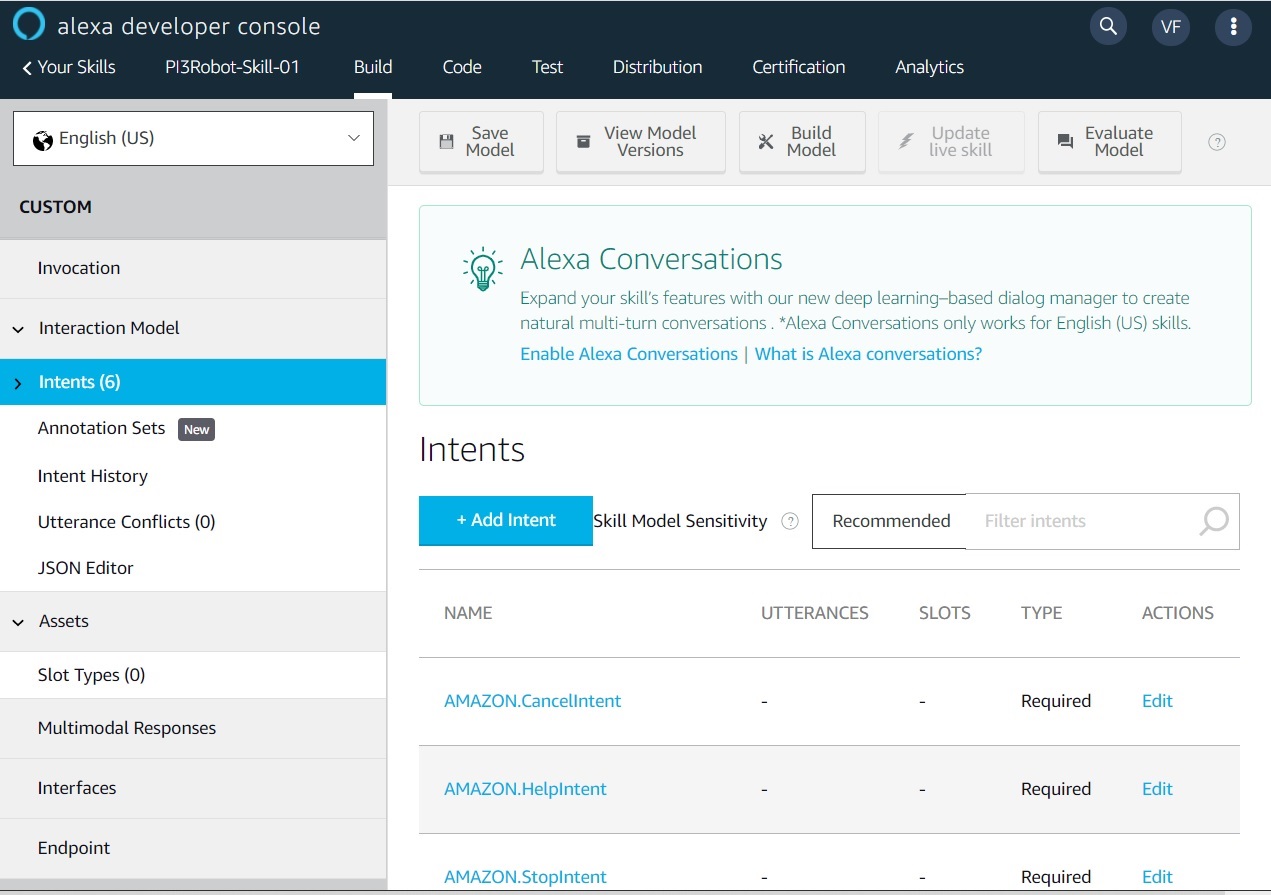 alexa developer console
VF
Your Skills PI3Robot-Skill-01 Build Code Test Distribution Certification Analytics
English (US)
CUSTOM
Invocation
Interaction Model
Intents (6)
Annotation Sets New
Intent History
Utterance Conflicts (0)
JSON Editor
Assets
Slot Types (0)
Multimodal Responses
Interfaces
Endpoint
Save
Model
View Model
Versions
Build
Model
Update
live skill
Evaluate
Model
?
Alexa Conversations
Expand your skill's features with our new deep learning–based dialog manager to create
natural multi-turn conversations . *Alexa Conversations only works for English (US) skills.
Enable Alexa Conversations | What is Alexa conversations?
Intents
+ Add Intent Skill Model Sensitivity ? Recommended Filter intents
NAME UTTERANCES SLOTS TYPE ACTIONS
AMAZON.CancelIntent - - Required Edit
AMAZON.HelpIntent - - Required Edit
AMAZON.StopIntent - - Required Edit